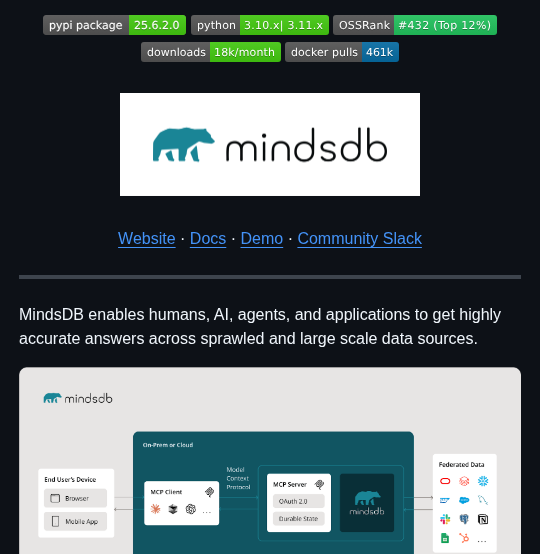 pypi package 25.6.2.0 python 3.10.x| 3.11.x OSSRank #432 (Top 12%)
downloads 18k/month docker pulls 461k
mindsdb
Website · Docs · Demo · Community Slack
MindsDB enables humans, AI, agents, and applications to get highly
accurate answers across sprawled and large scale data sources.
mindsdb
On-Prem or Cloud
End User's Device
Browser
Mobile App
MCP Client
...
Model
Context
Protocol
MCP Server
OAuth 2.0
Durable State
mindsdb
Federated Data
...